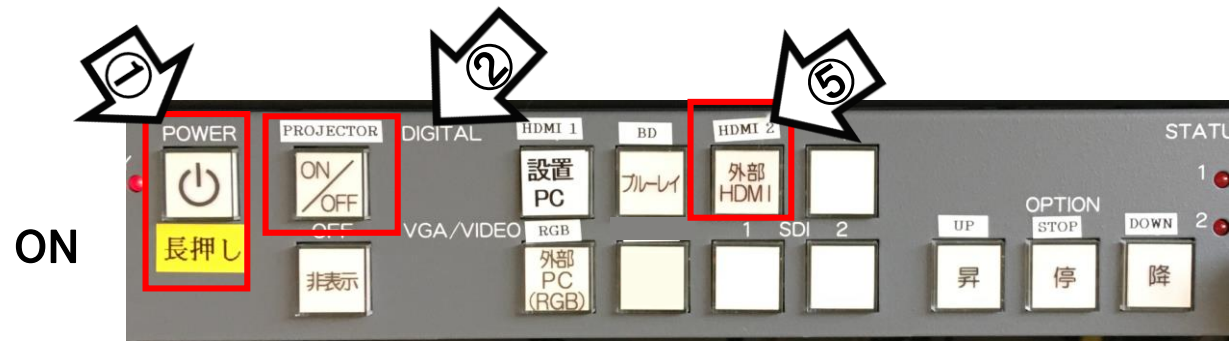 ①
②
⑤
ON
POWER
長押し
PROJECTOR
ON/OFF
OFF
非表示
DIGITAL
VGA/VIDEO
HDMI 1
設置
PC
RGB
外部
PC
(RGB)
BD
ブルーレイ
HDMI 2
外部
HDMI
1 SDI 2
OPTION
UP
STOP
DOWN
昇
停
降
STATU
1
2